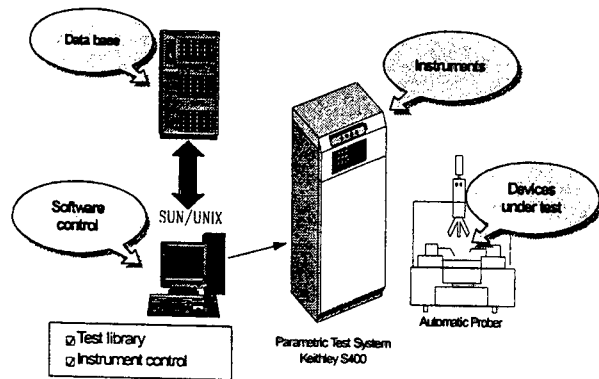 Data base
Instruments
Software
control
SUN/UNIX
Devices
under test
Automatic Prober
Parametric Test System
Keithley S400
Test library
Instrument control